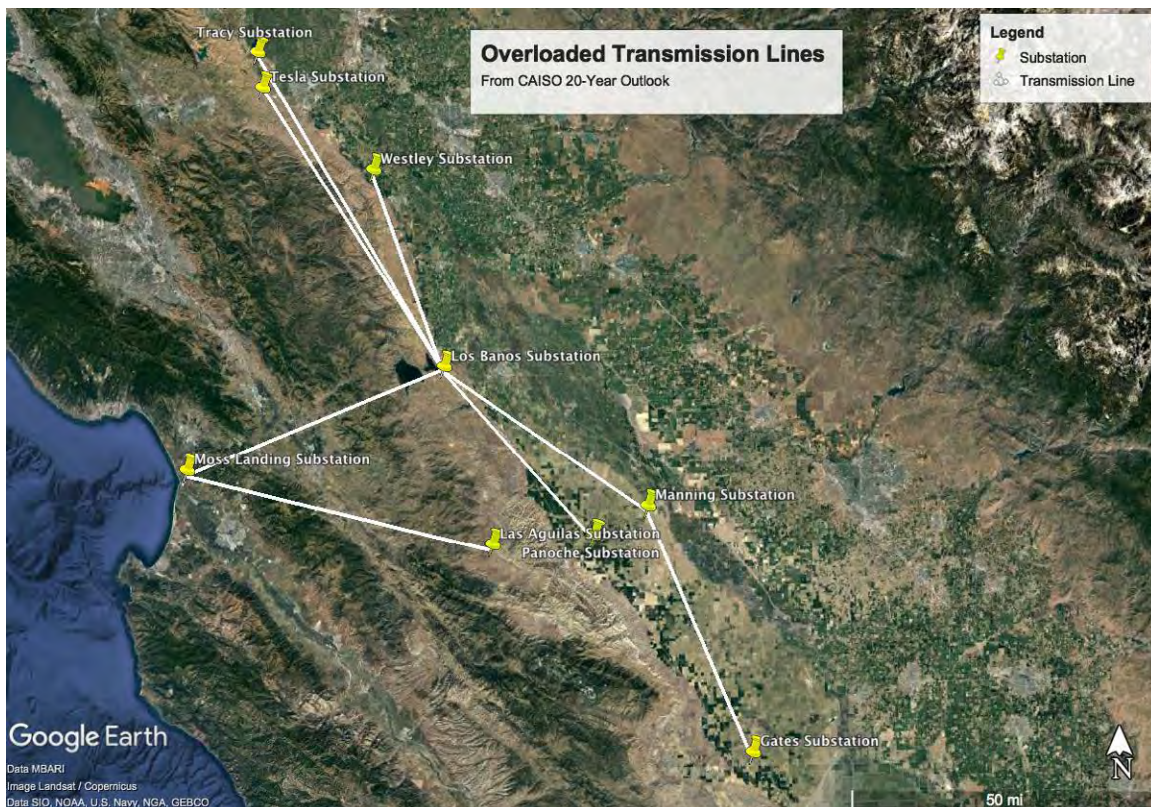 Overloaded Transmission Lines
From CAISO 20-Year Outlook
Legend
Substation
Transmission Line
Tracy Substation
Tesla Substation
Westley Substation
Los Banos Substation
Moss Landing Substation
Manning Substation
Las Aguilas Substation
Panoche Substation
Gates Substation
Google Earth
Data MBARI
Image Landsat / Copernicus
Data SIO, NOAA, U.S. Navy, NGA, GEBCO
N
50 mi